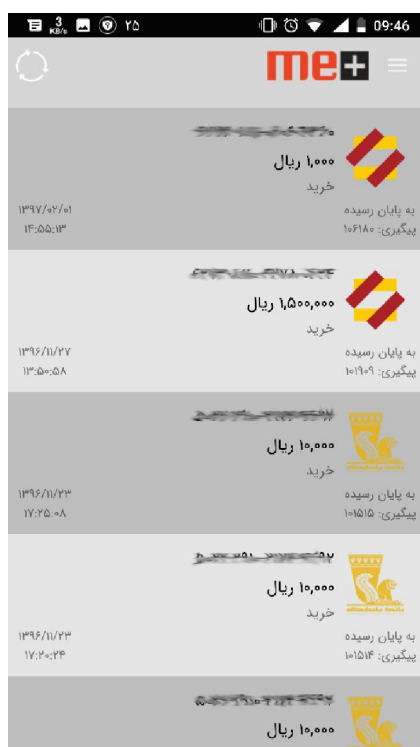 3
KB/s
۲۵
09:46
me+
۱,۰۰۰ ریال
خرید
به پایان رسیده
۱۳۹۷/۰۲/۰۱
پیگیری: ۱۰۶۱۸۰
۱۴:۵۵:۱۳
۱,۵۰۰,۰۰۰ ریال
خرید
به پایان رسیده
۱۳۹۶/۱۱/۲۷
پیگیری: ۱۰۱۹۰۹
۱۳:۵۰:۵۸
۱۰,۰۰۰ ریال
خرید
به پایان رسیده
۱۳۹۶/۱۱/۲۳
پیگیری: ۱۰۱۵۱۵
۱۷:۲۵:۰۸
۱۰,۰۰۰ ریال
خرید
به پایان رسیده
۱۳۹۶/۱۱/۲۳
پیگیری: ۱۰۱۵۱۴
۱۷:۲۰:۲۴
۱۰,۰۰۰ ریال